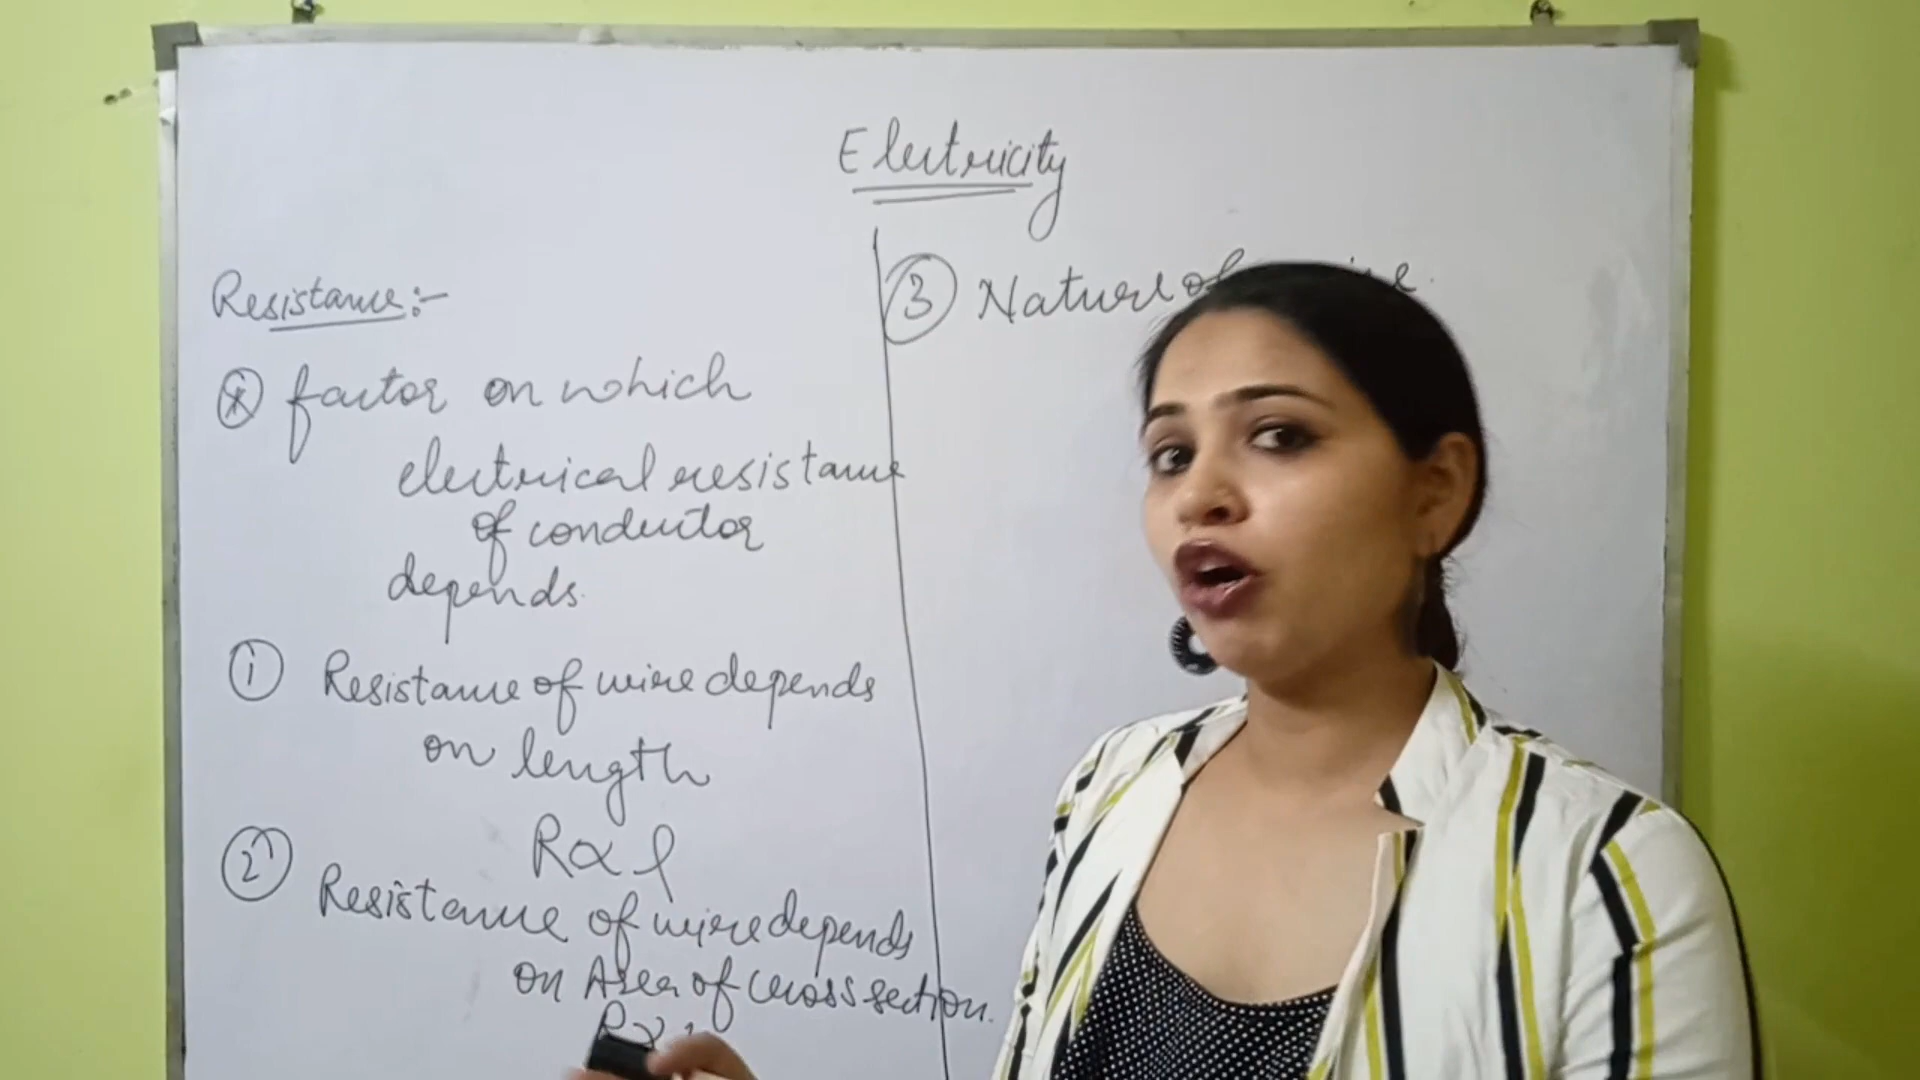 Electricity
Resistance:-
* factor on which
electrical resistance
of conductor
depends.
1 Resistance of wire depends
on length
R ∝ l
2 Resistance of wire depends
on Area of cross section.
R ∝ 1
3 Nature of